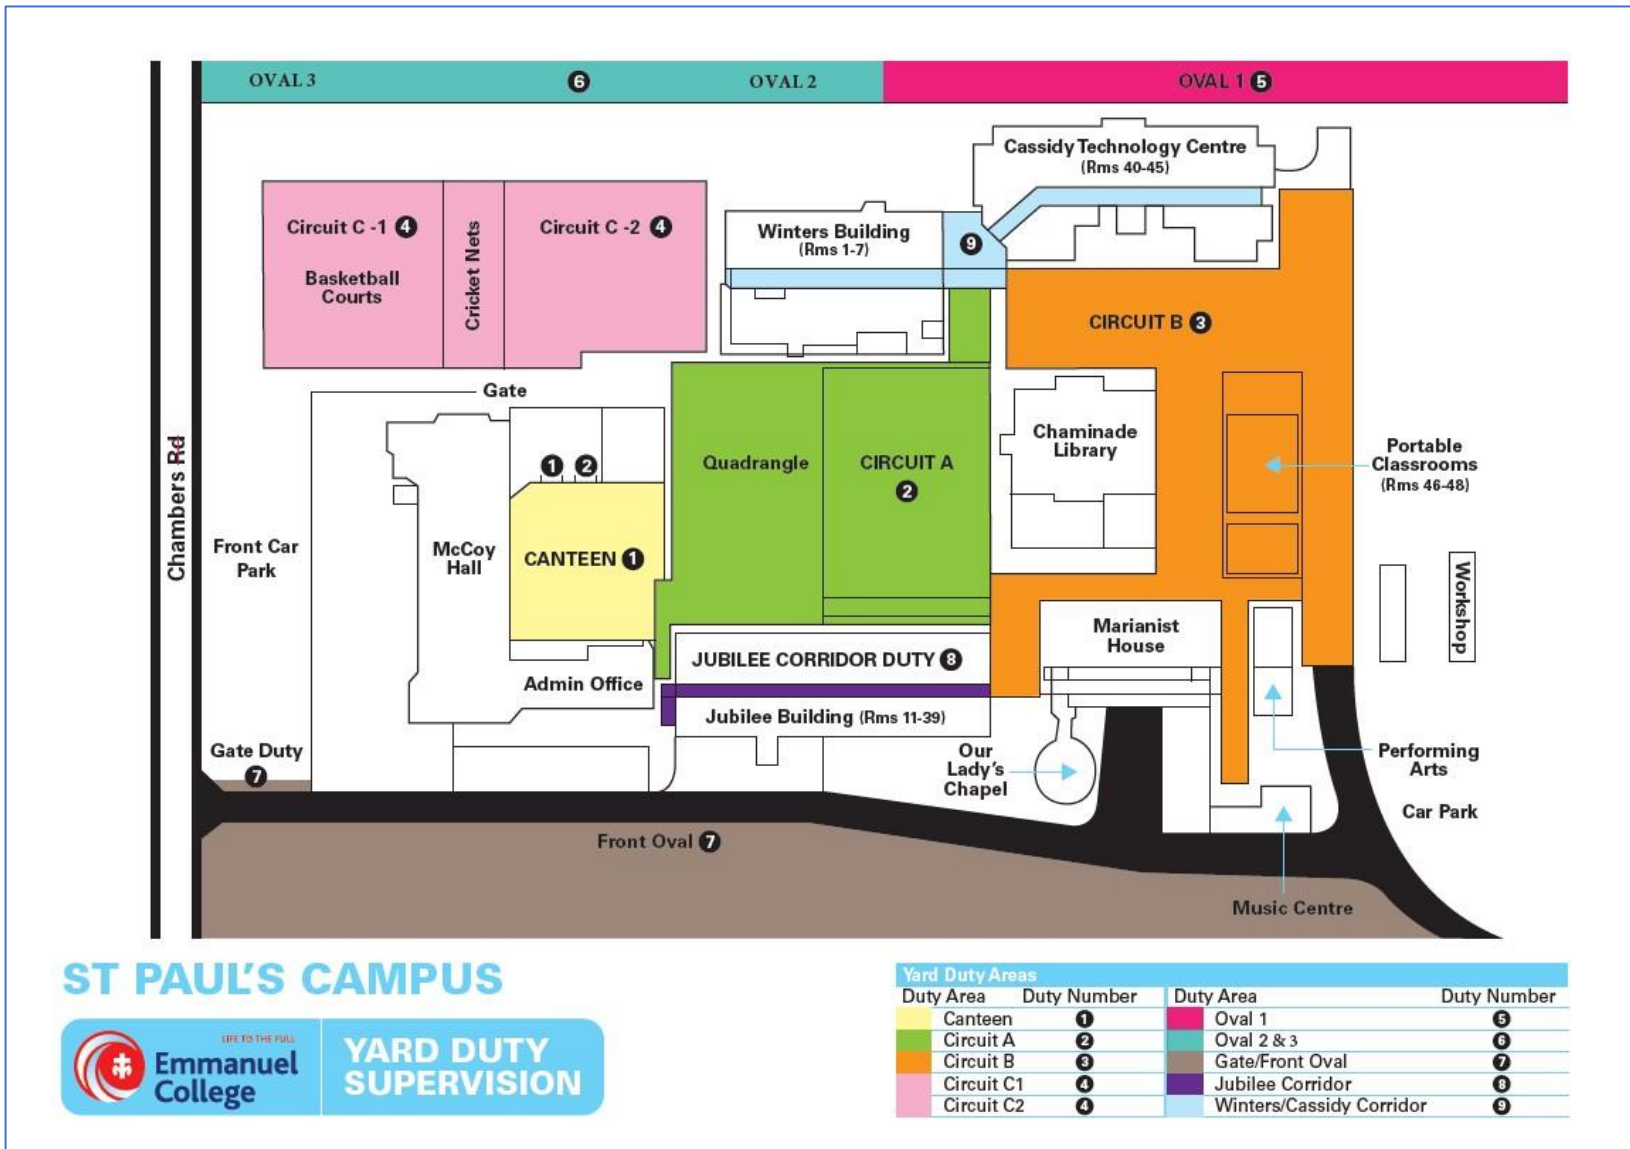 OVAL 3
6
OVAL 2
OVAL 1 5
Cassidy Technology Centre
(Rms 40-45)
Circuit C -1 4
Basketball
Courts
Cricket Nets
Circuit C -2 4
Winters Building
(Rms 1-7)
9
CIRCUIT B 3
Gate
Chambers Rd
1 2
Quadrangle
CIRCUIT A
2
Chaminade
Library
Portable
Classrooms
(Rms 46-48)
Front Car
Park
McCoy
Hall
CANTEEN 1
Workshop
Marianist
House
JUBILEE CORRIDOR DUTY 8
Admin Office
Jubilee Building (Rms 11-39)
Gate Duty
7
Our
Lady's
Chapel
Performing
Arts
Car Park
Front Oval 7
Music Centre
ST PAUL'S CAMPUS
LIFE TO THE FULL
Emmanuel
College
YARD DUTY
SUPERVISION
Yard Duty Areas
Duty Area Duty Number Duty Area Duty Number
Canteen 1 Oval 1 5
Circuit A 2 Oval 2 & 3 6
Circuit B 3 Gate/Front Oval 7
Circuit C1 4 Jubilee Corridor 8
Circuit C2 4 Winters/Cassidy Corridor 9